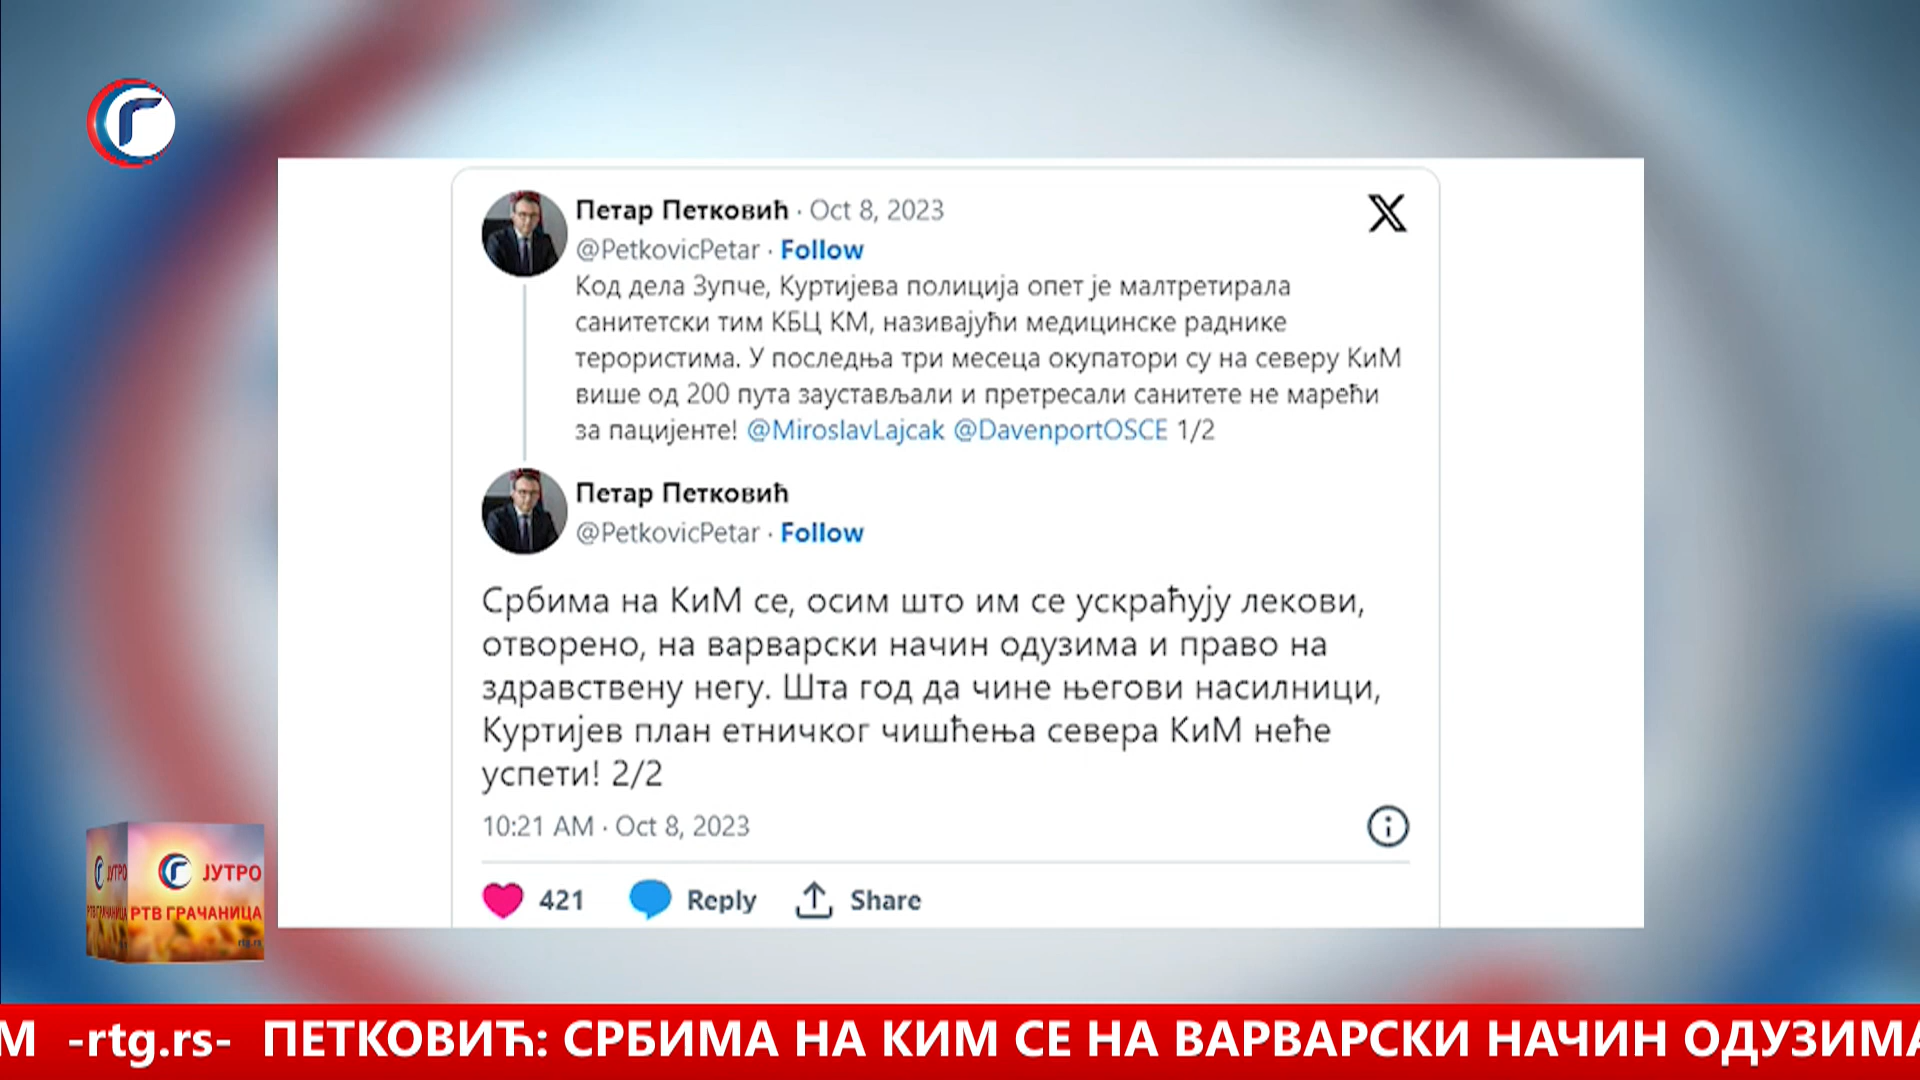 Петар Петковић · Oct 8, 2023
@PetkovicPetar · Follow
Код дела Зупче, Куртијева полиција опет је малтретирала
санитетски тим КБЦ КМ, називајући медицинске раднике
терористима. У последња три месеца окупатори су на северу КиМ
више од 200 пута заустављали и претресали санитете не марећи
за пацијенте! @MiroslavLajcak @DavenportOSCE 1/2
Петар Петковић
@PetkovicPetar · Follow
Србима на КиМ се, осим што им се ускраћују лекови,
отворено, на варварски начин одузима и право на
здравствену негу. Шта год да чине његови насилници,
Куртијев план етничког чишћења севера КиМ неће
успети! 2/2
10:21 AM · Oct 8, 2023
421 Reply Share
ЈУТРО
РТВ ГРАЧАНИЦА
rtg.rs
ЈУТРО
РТВ ГРАЧАНИЦА
М -rtg.rs- ПЕТКОВИЋ: СРБИМА НА КИМ СЕ НА ВАРВАРСКИ НАЧИН ОДУЗИМА